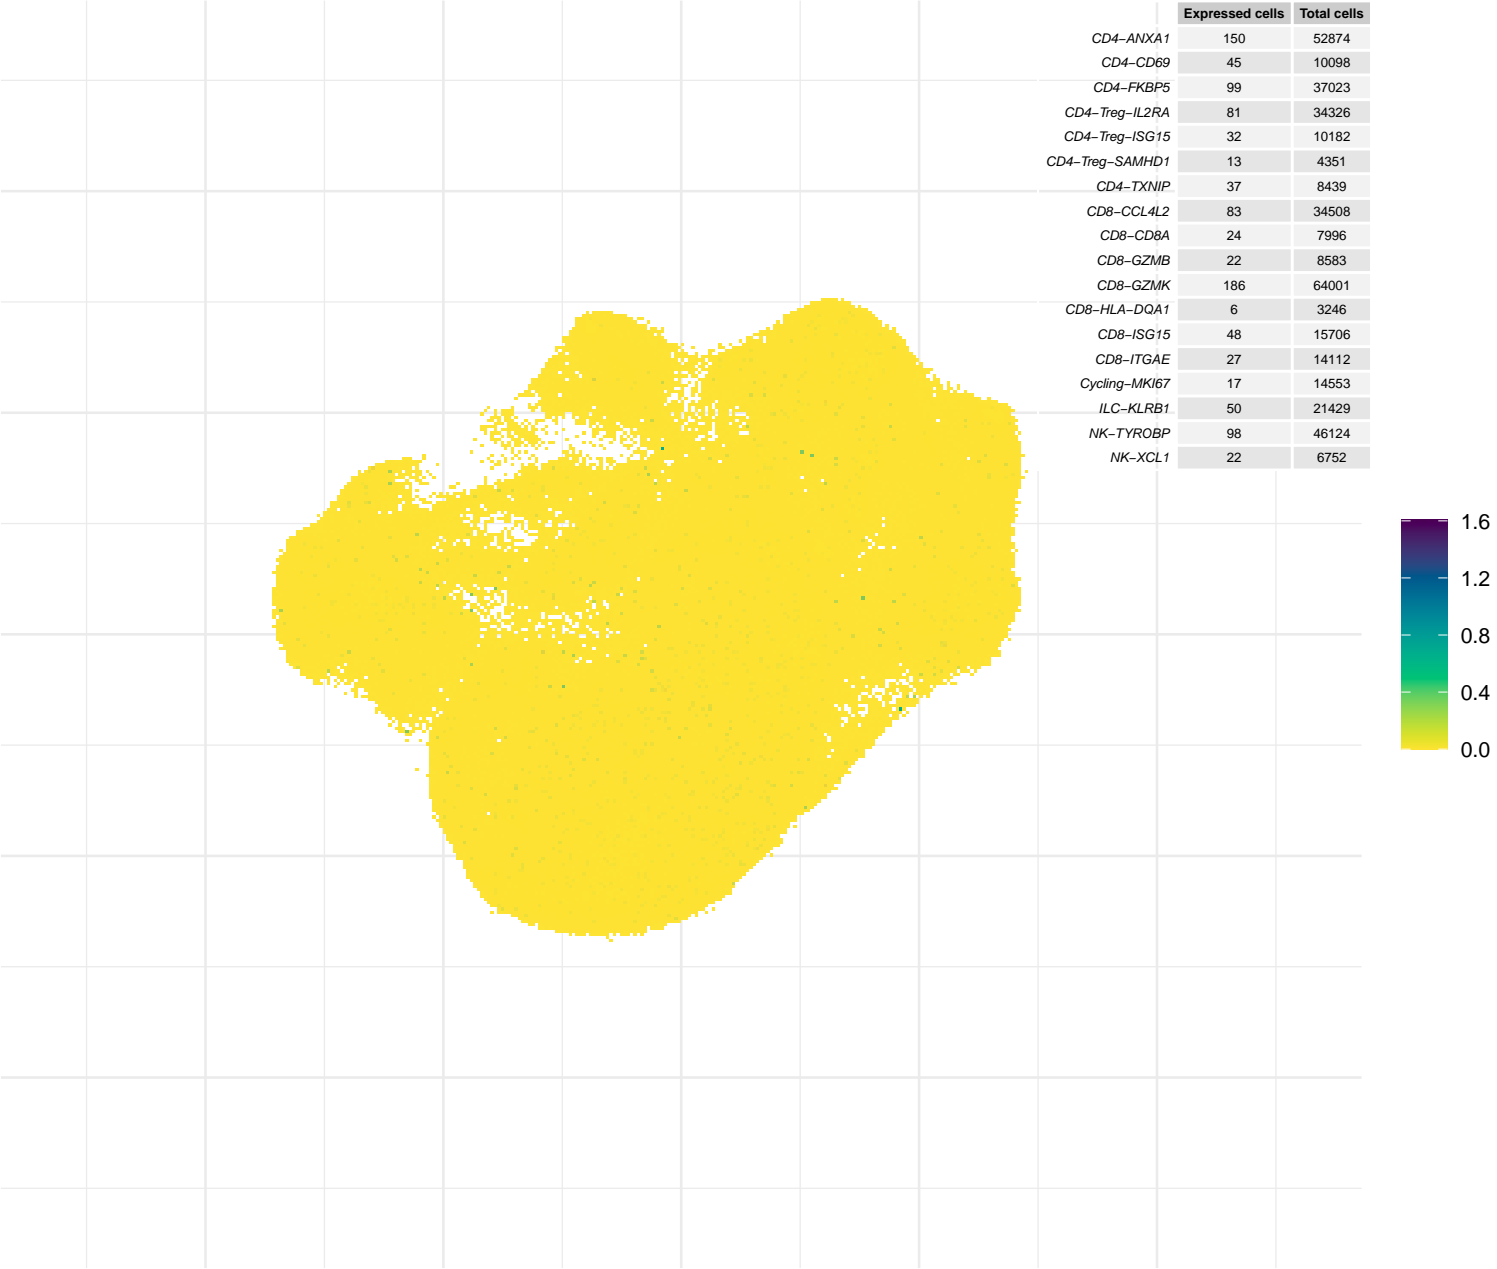 Expressed cells Total cells
CD4−ANXA1 150 52874
CD4−CD69 45 10098
CD4−FKBP5 99 37023
CD4−Treg−IL2RA 81 34326
CD4−Treg−ISG15 32 10182
CD4−Treg−SAMHD1 13 4351
CD4−TXNIP 37 8439
CD8−CCL4L2 83 34508
CD8−CD8A 24 7996
CD8−GZMB 22 8583
CD8−GZMK 186 64001
CD8−HLA−DQA1 6 3246
CD8−ISG15 48 15706
CD8−ITGAE 27 14112
Cycling−MKI67 17 14553
ILC−KLRB1 50 21429
NK−TYROBP 98 46124
NK−XCL1 22 6752
1.6
1.2
0.8
0.4
0.0